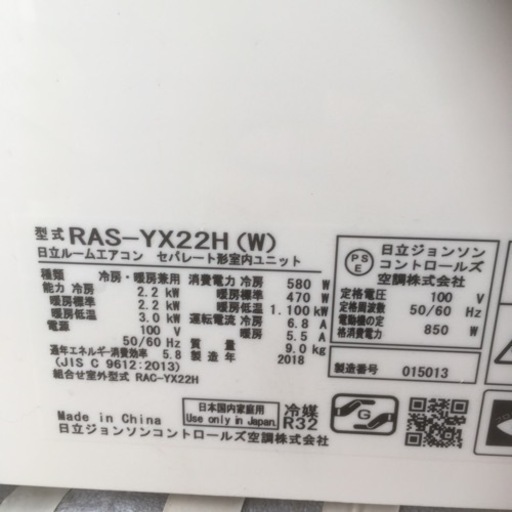 型式 RAS-YX22H(W)
日立ルームエアコン セパレート形室内ユニット
種類 冷房・暖房兼用
能力 冷房 2.2 kW
暖房標準 2.2 kW
暖房低温 3.0 kW
電源 100 V
50/60 Hz
通年エネルギー消費効率 5.8
(JIS C 9612:2013)
組合せ室外型式 RAC-YX22H
消費電力 冷房 580 W
暖房標準 470 W
暖房低温 1.100 kW
運転電流 冷房 6.8 A
暖房 5.5 A
質量 9.0 kg
製造年 2018
PSE
日立ジョンソン
コントロールズ
空調株式会社
定格電圧 100 V
定格周波数 50/60 Hz
電動機の定
格消費電力 850 W
製造番号 015013
Made in China
日立ジョンソンコントロールズ空調株式会社
日本国内家庭用
Use only in Japan.
冷媒
R32
G